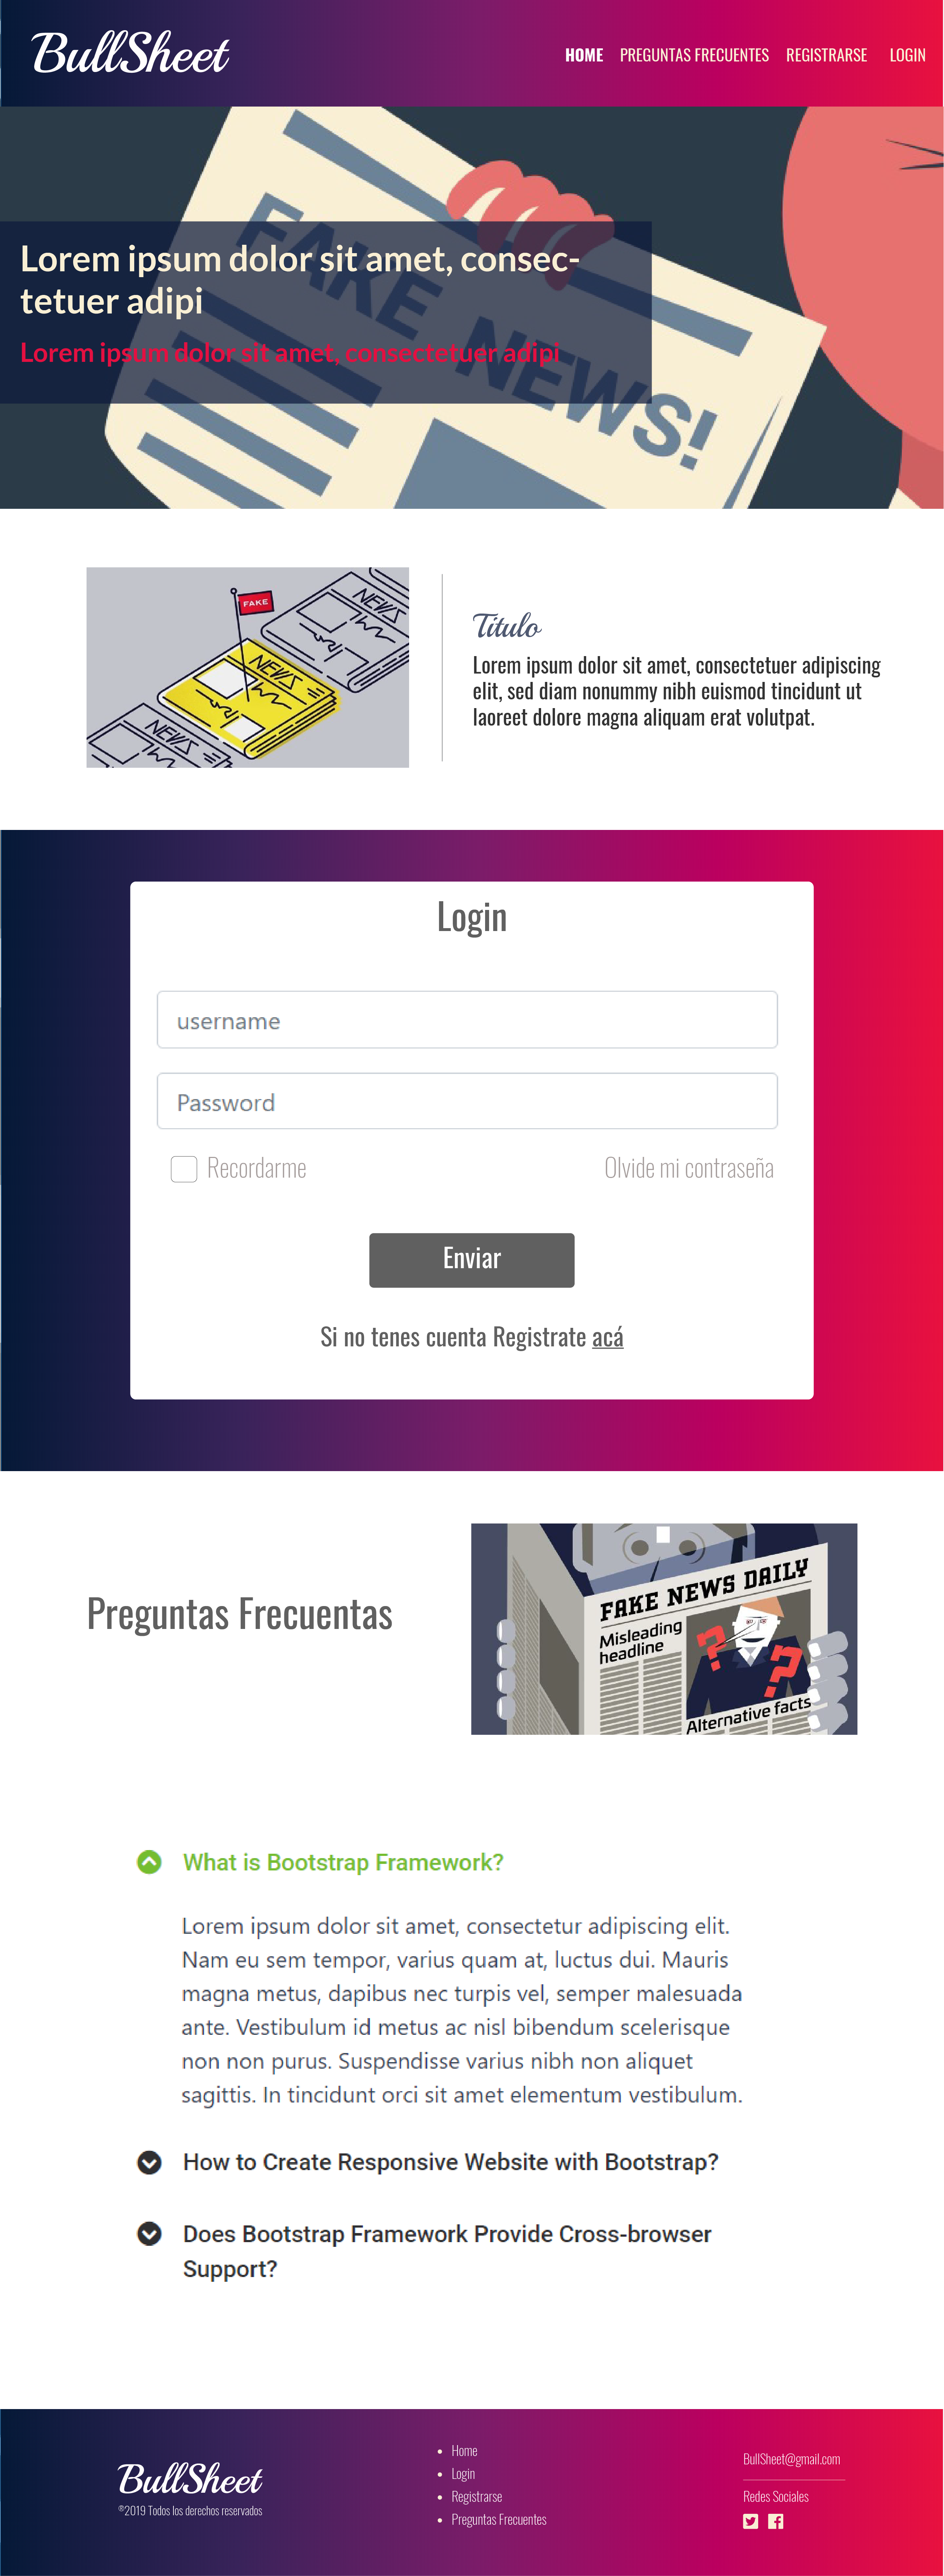 BullSheet
HOME PREGUNTAS FRECUENTES REGISTRARSE LOGIN
FAKE
NEWS!
Lorem ipsum dolor sit amet, consec-
tetuer adipi
Lorem ipsum dolor sit amet, consectetuer adipi
FAKE
NEWS
NEWS
NEWS
Titulo
Lorem ipsum dolor sit amet, consectetuer adipiscing
elit, sed diam nonummy nibh euismod tincidunt ut
laoreet dolore magna aliquam erat volutpat.
Login
username
Password
Recordarme Olvide mi contraseña
Enviar
Si no tenes cuenta Registrate acá
Preguntas Frecuentas
FAKE NEWS DAILY
Misleading
headline
? ?
Alternative facts
What is Bootstrap Framework?
Lorem ipsum dolor sit amet, consectetur adipiscing elit.
Nam eu sem tempor, varius quam at, luctus dui. Mauris
magna metus, dapibus nec turpis vel, semper malesuada
ante. Vestibulum id metus ac nisl bibendum scelerisque
non non purus. Suspendisse varius nibh non aliquet
sagittis. In tincidunt orci sit amet elementum vestibulum.
How to Create Responsive Website with Bootstrap?
Does Bootstrap Framework Provide Cross-browser
Support?
BullSheet
®2019 Todos los derechos reservados
• Home
• Login
• Registrarse
• Preguntas Frecuentes
BullSheet@gmail.com
Redes Sociales